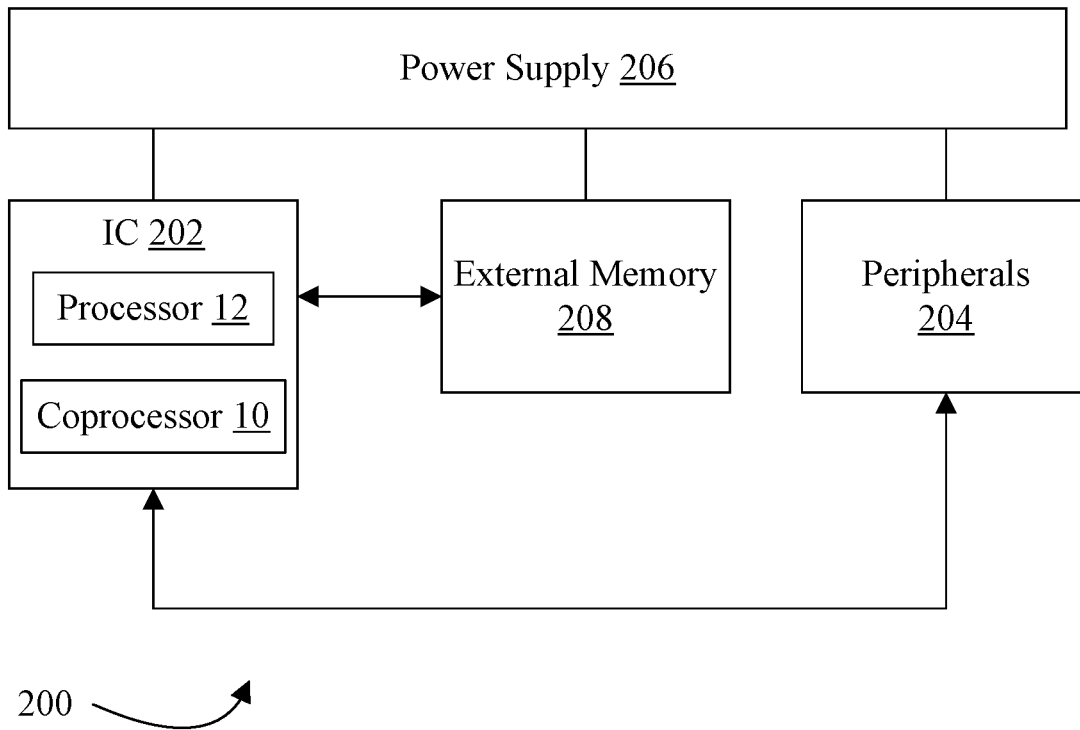 Power Supply 206
IC 202
Processor 12
Coprocessor 10
External Memory
208
Peripherals
204
200